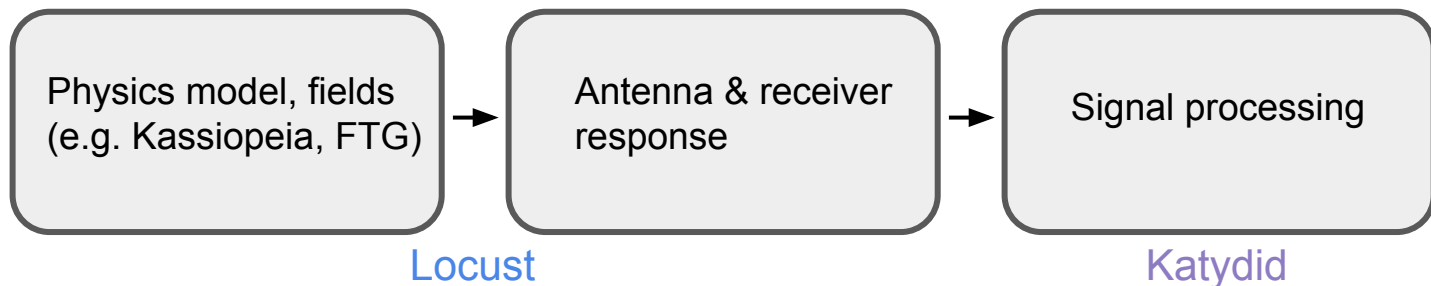 Physics model, fields
(e.g. Kassiopeia, FTG)
Antenna & receiver
response
Signal processing
Locust
Katydid